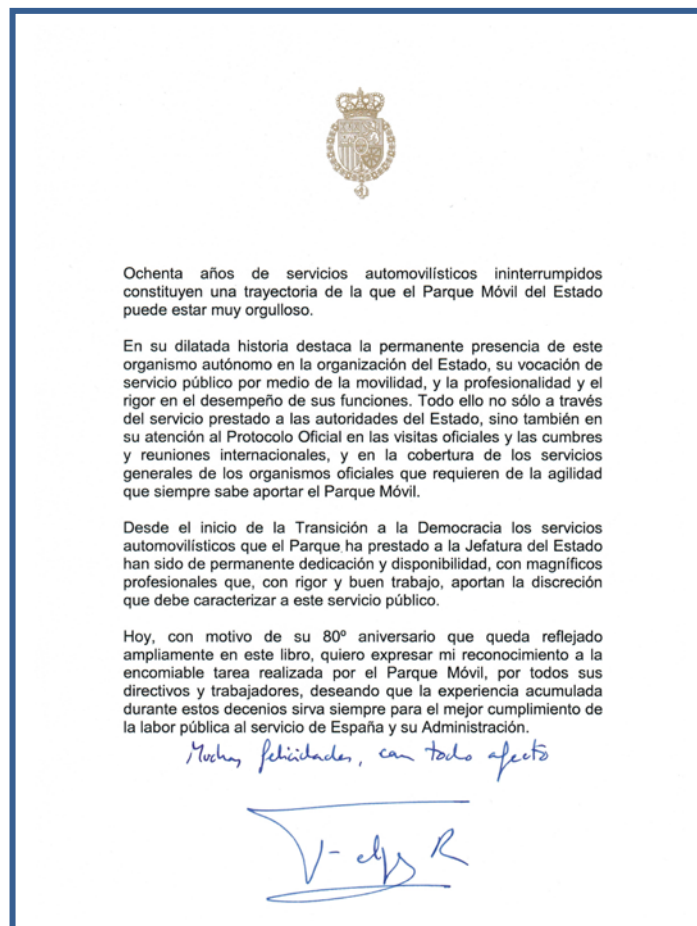 Ochenta años de servicios automovilísticos ininterrumpidos
constituyen una trayectoria de la que el Parque Móvil del Estado
puede estar muy orgulloso.
En su dilatada historia destaca la permanente presencia de este
organismo autónomo en la organización del Estado, su vocación de
servicio público por medio de la movilidad, y la profesionalidad y el
rigor en el desempeño de sus funciones. Todo ello no sólo a través
del servicio prestado a las autoridades del Estado, sino también en
su atención al Protocolo Oficial en las visitas oficiales y las cumbres
y reuniones internacionales, y en la cobertura de los servicios
generales de los organismos oficiales que requieren de la agilidad
que siempre sabe aportar el Parque Móvil.
Desde el inicio de la Transición a la Democracia los servicios
automovilísticos que el Parque ha prestado a la Jefatura del Estado
han sido de permanente dedicación y disponibilidad, con magníficos
profesionales que, con rigor y buen trabajo, aportan la discreción
que debe caracterizar a este servicio público.
Hoy, con motivo de su 80º aniversario que queda reflejado
ampliamente en este libro, quiero expresar mi reconocimiento a la
encomiable tarea realizada por el Parque Móvil, por todos sus
directivos y trabajadores, deseando que la experiencia acumulada
durante estos decenios sirva siempre para el mejor cumplimiento de
la labor pública al servicio de España y su Administración.
Muchas felicidades, con todo afecto
Felipe R